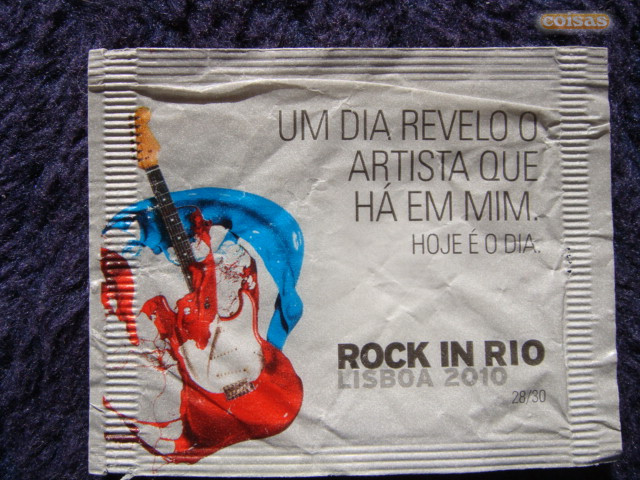 coisas
UM DIA REVELO O
ARTISTA QUE
HÁ EM MIM.
HOJE É O DIA.
ROCK IN RIO
LISBOA 2010
28/30